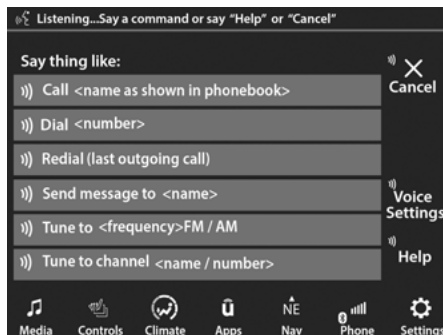 Listening...Say a command or say “Help” or “Cancel”
Say thing like:
Call <name as shown in phonebook>
Dial <number>
Redial (last outgoing call)
Send message to <name>
Tune to <frequency>FM / AM
Tune to channel <name / number>
Cancel
Voice
Settings
Help
NE
Media Controls Climate Apps Nav Phone Settings